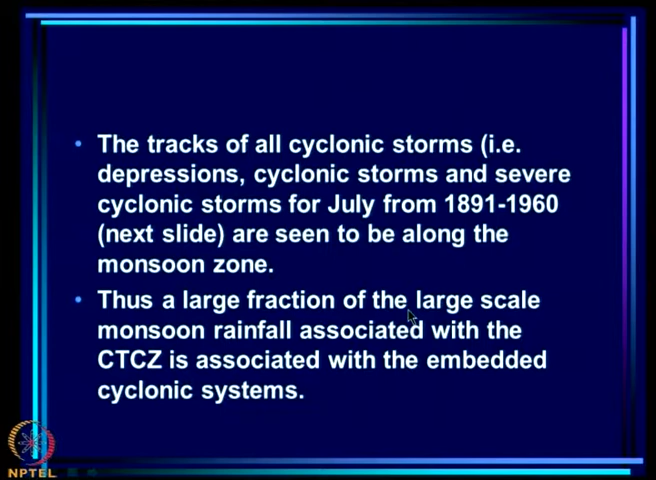 • The tracks of all cyclonic storms (i.e.
depressions, cyclonic storms and severe
cyclonic storms for July from 1891-1960
(next slide) are seen to be along the
monsoon zone.
• Thus a large fraction of the large scale
monsoon rainfall associated with the
CTCZ is associated with the embedded
cyclonic systems.
NPTEL